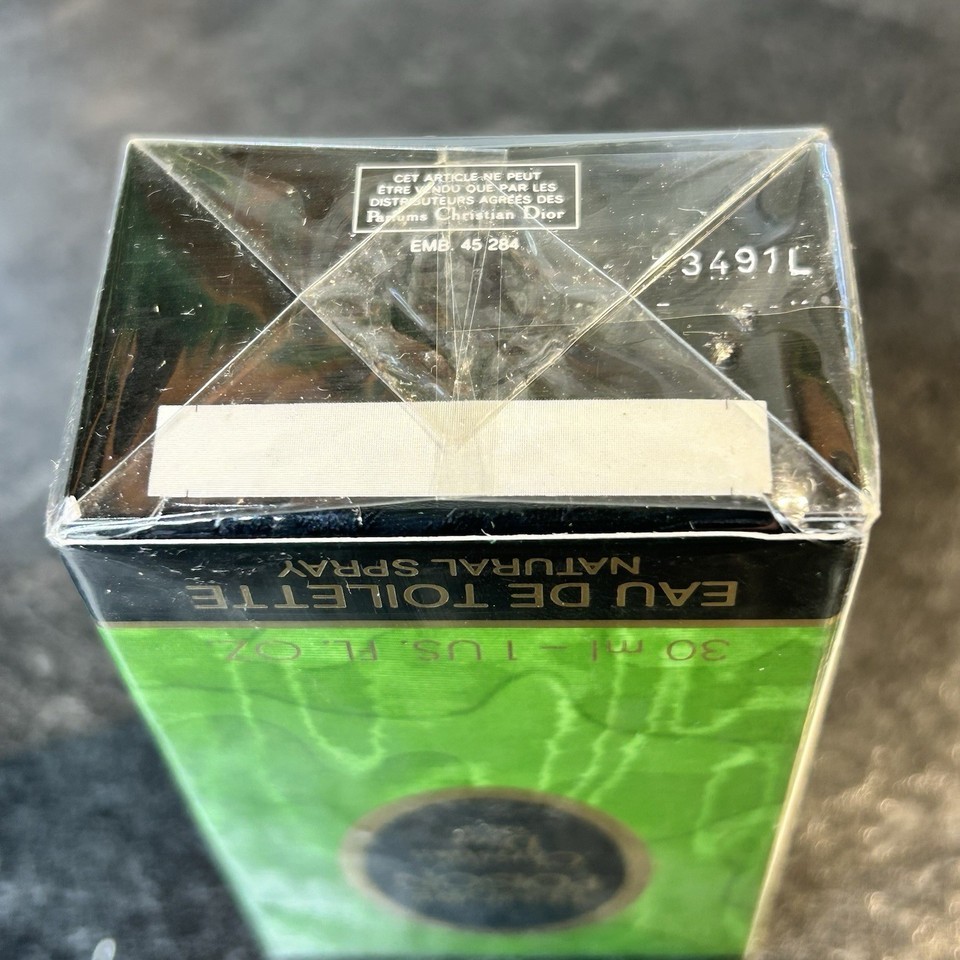 CET ARTICLE NE PEUT
ÊTRE VENDU QUE PAR LES
DISTRIBUTEURS AGRÉÉS DES
Parfums Christian Dior
EMB. 45 284
3491L
EAU DE TOILETTE
NATURAL SPRAY
30 ml – 1 US. FL. OZ.